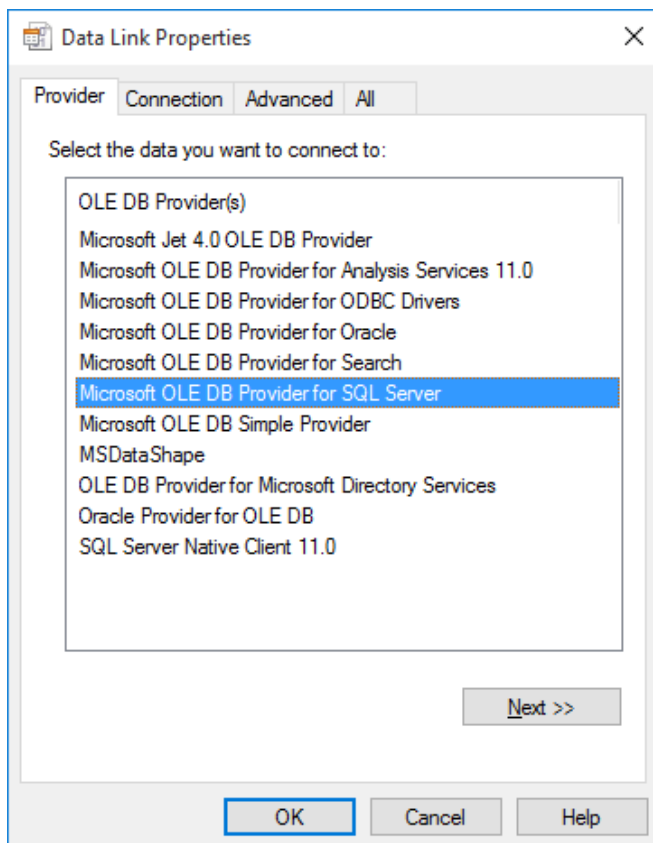 Data Link Properties
Provider
Connection
Advanced
All
Select the data you want to connect to:
OLE DB Provider(s)
Microsoft Jet 4.0 OLE DB Provider
Microsoft OLE DB Provider for Analysis Services 11.0
Microsoft OLE DB Provider for ODBC Drivers
Microsoft OLE DB Provider for Oracle
Microsoft OLE DB Provider for Search
Microsoft OLE DB Provider for SQL Server
Microsoft OLE DB Simple Provider
MSDataShape
OLE DB Provider for Microsoft Directory Services
Oracle Provider for OLE DB
SQL Server Native Client 11.0
Next >>
OK
Cancel
Help